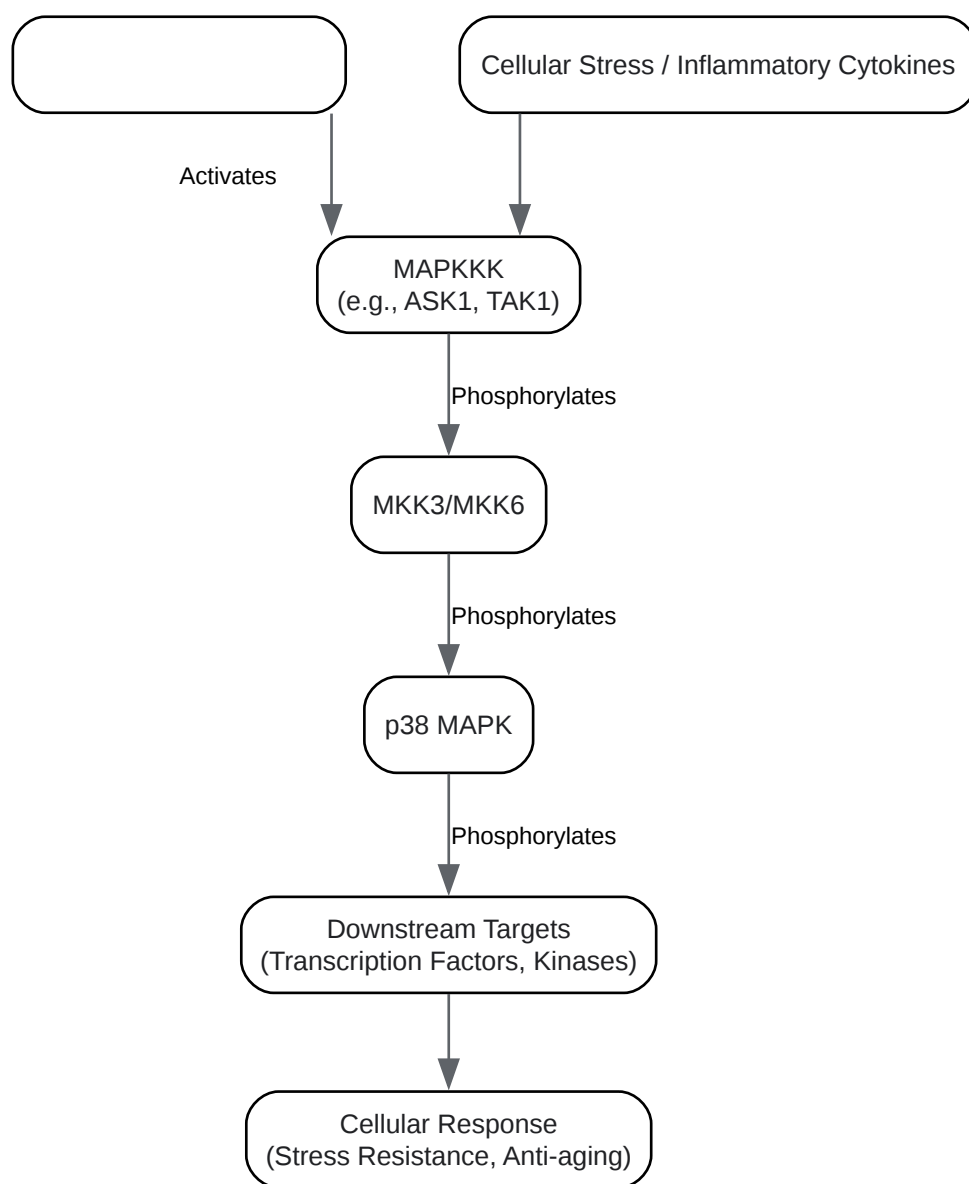 Cellular Stress / Inflammatory Cytokines
Activates
MAPKKK
(e.g., ASK1, TAK1)
Phosphorylates
MKK3/MKK6
Phosphorylates
p38 MAPK
Phosphorylates
Downstream Targets
(Transcription Factors, Kinases)
Cellular Response
(Stress Resistance, Anti-aging)